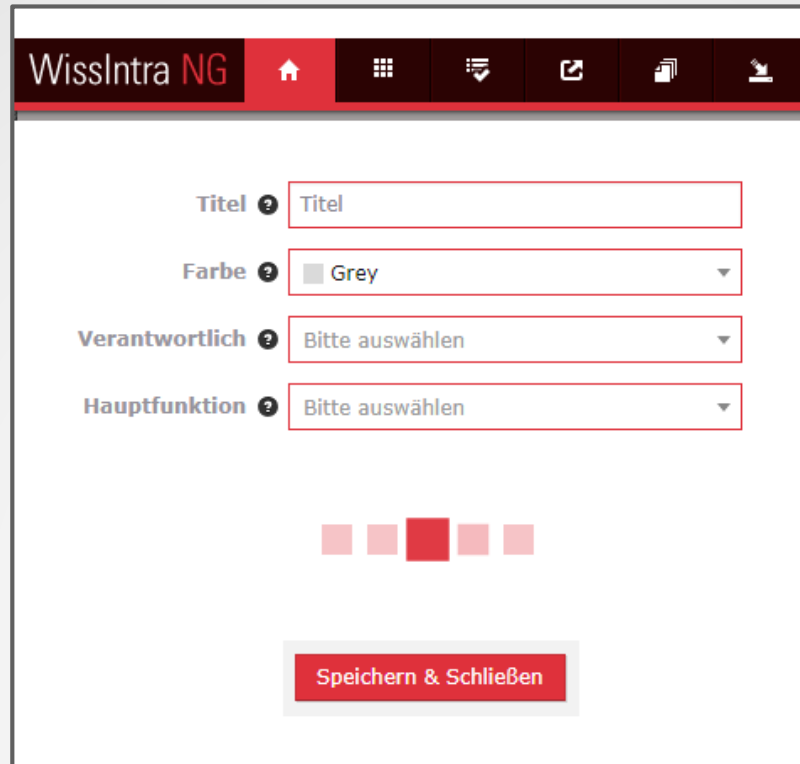 WissIntra NG
Titel ? Titel
Farbe ? Grey
Verantwortlich ? Bitte auswählen
Hauptfunktion ? Bitte auswählen
Speichern & Schließen